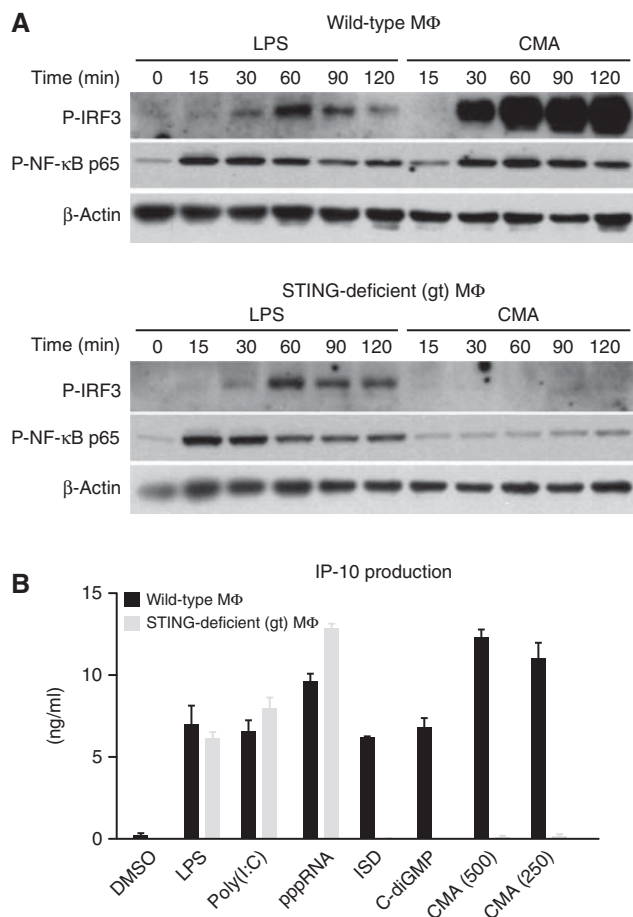 A
Wild-type MΦ
LPS CMA
Time (min) 0 15 30 60 90 120 15 30 60 90 120
P-IRF3
P-NF-κB p65
β-Actin
STING-deficient (gt) MΦ
LPS CMA
Time (min) 0 15 30 60 90 120 15 30 60 90 120
P-IRF3
P-NF-κB p65
β-Actin
B
IP-10 production
Wild-type MΦ
STING-deficient (gt) MΦ
(ng/ml)
15
10
5
0
DMSO LPS Poly(I:C) pppRNA ISD C-diGMP CMA (500) CMA (250)